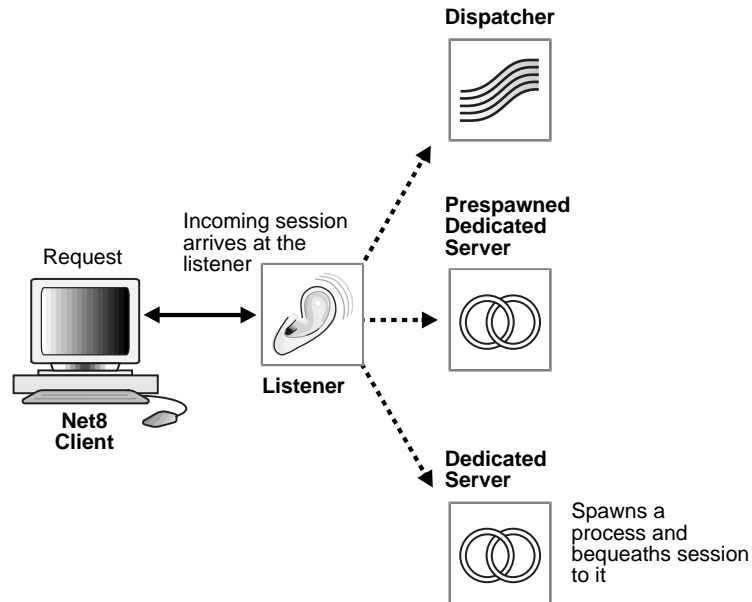 Dispatcher
Prespawned
Dedicated
Server
Incoming session
arrives at the
listener
Request
Listener
Net8
Client
Dedicated
Server
Spawns a
process and
bequeaths session
to it